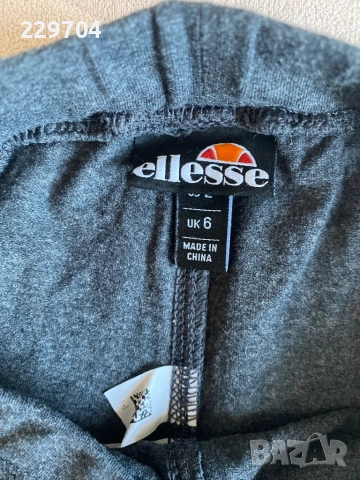 229704
ellesse
UK 6
MADE IN
CHINA
BAZAR